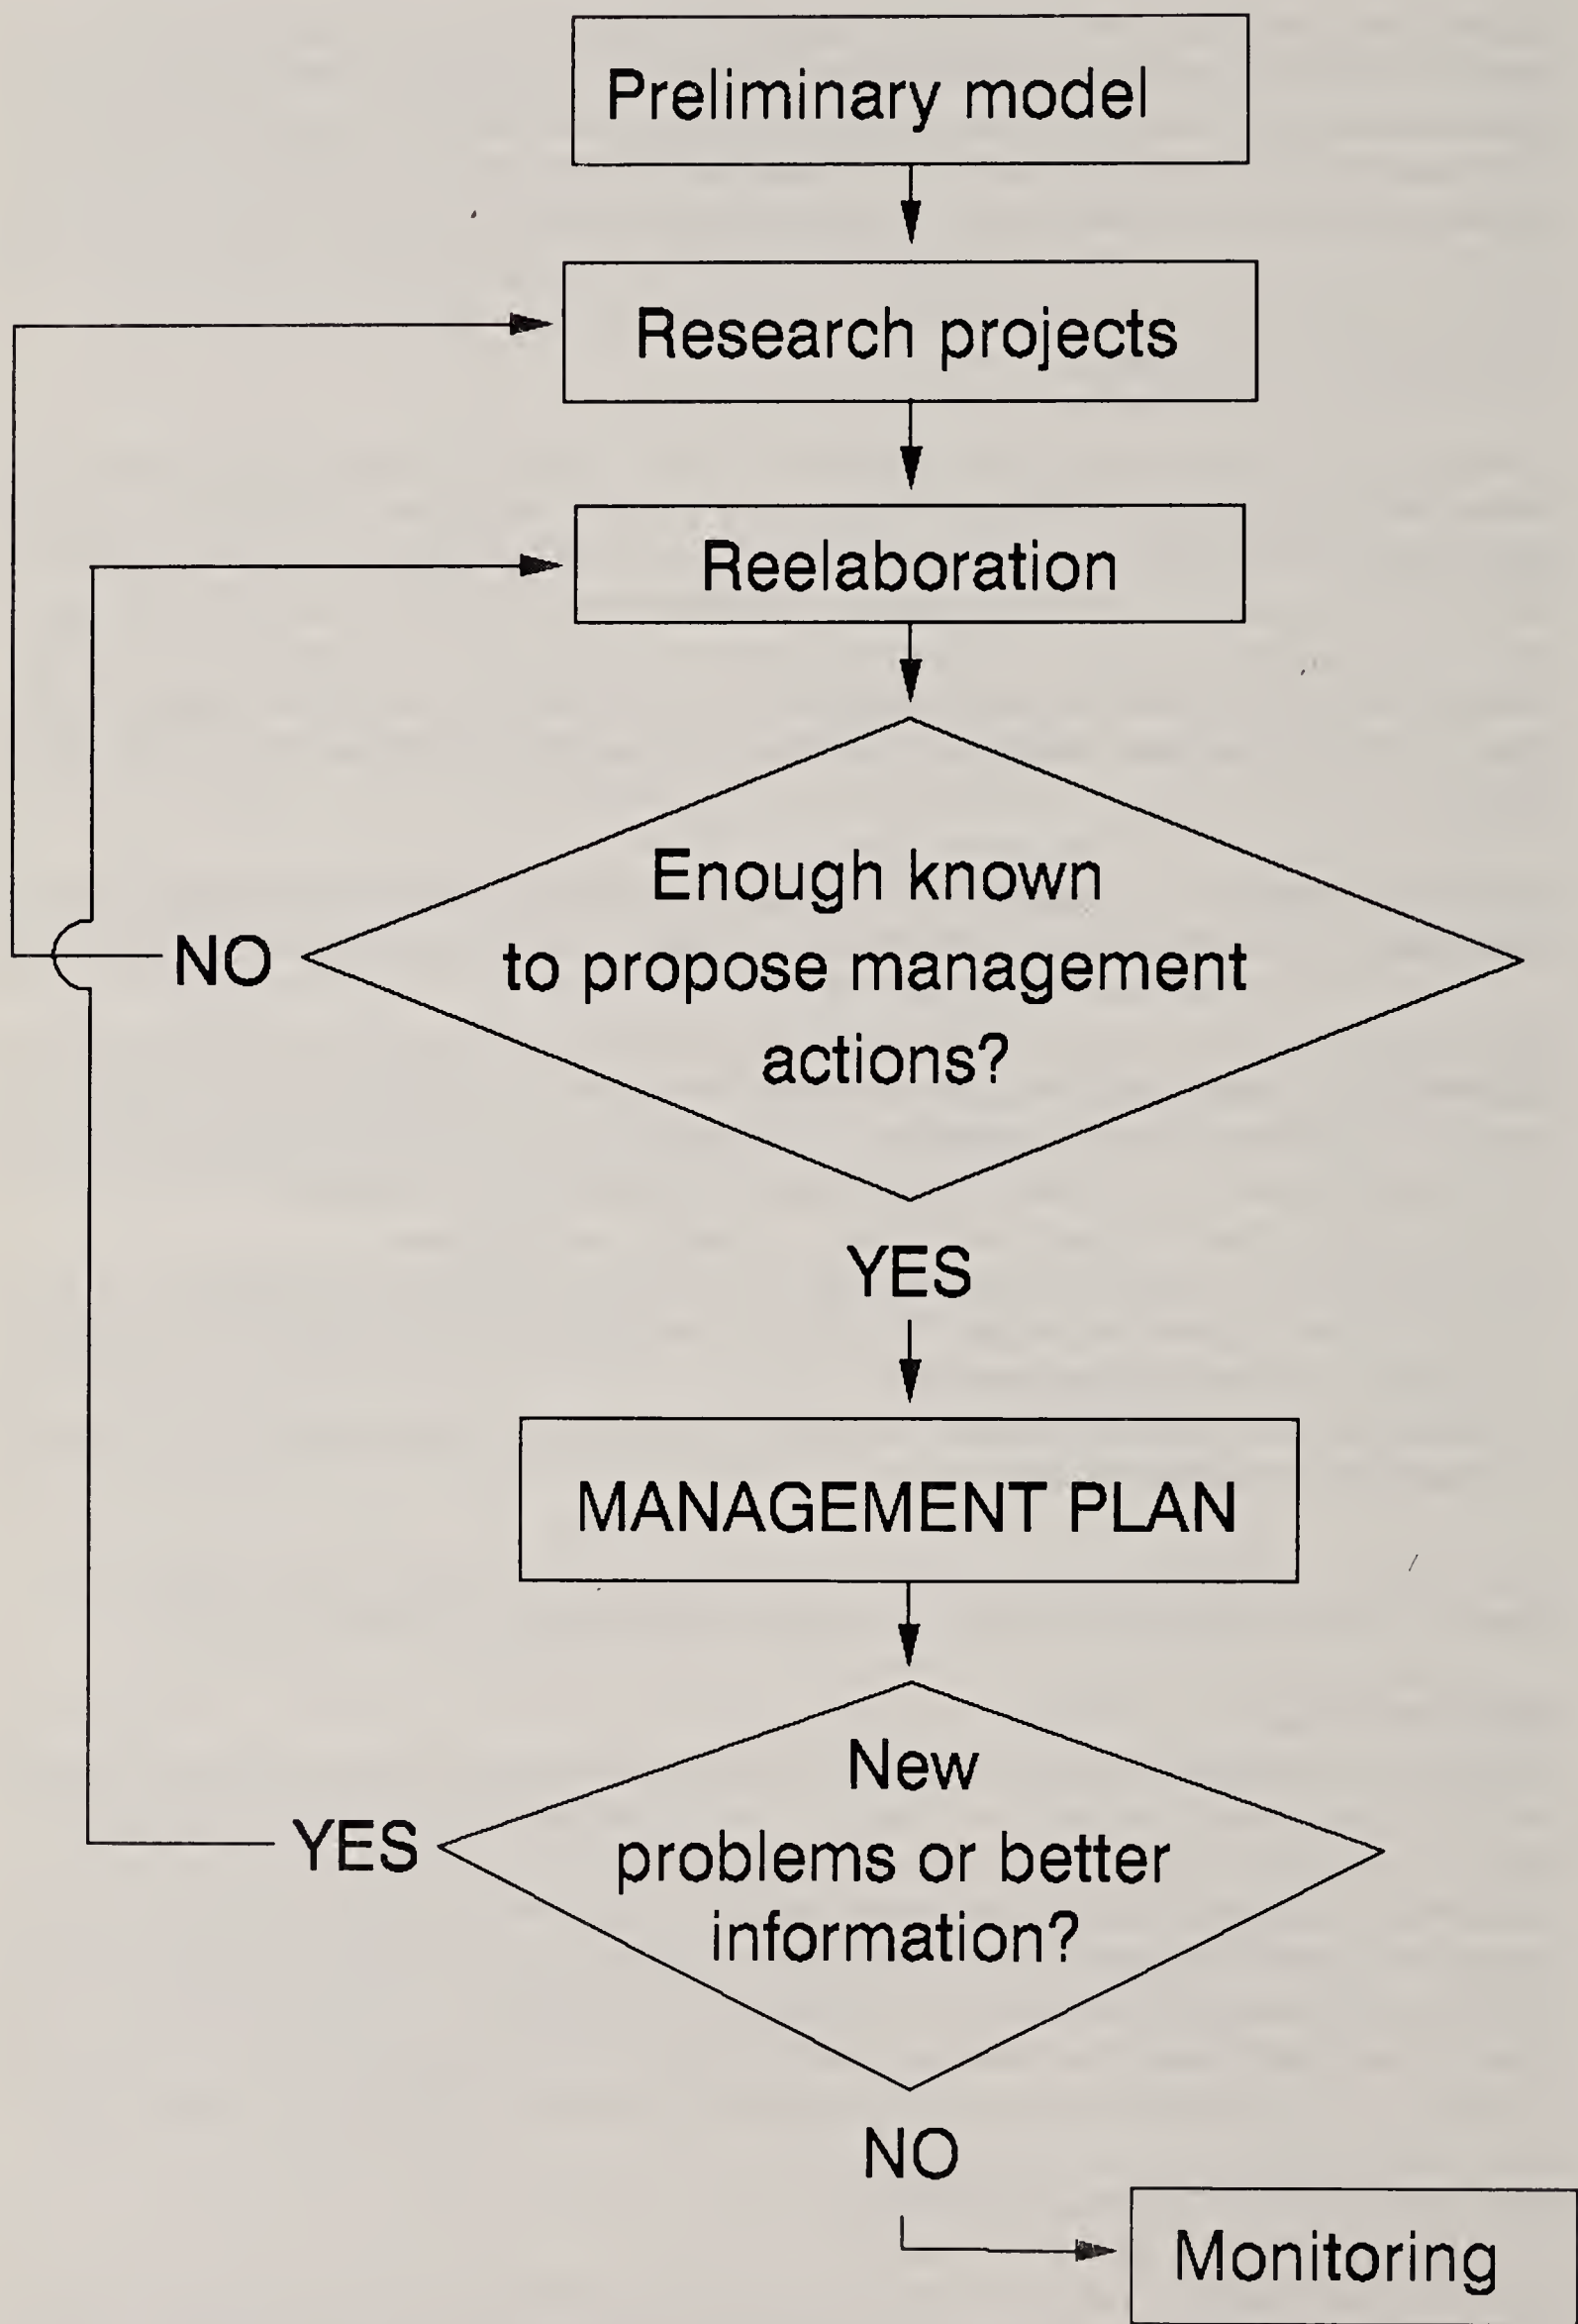 Preliminary model
Research projects
Reelaboration
Enough known
NO
to propose management
actions?
YES
MANAGEMENT PLAN
New
YES
problems or better
information?
NO
Monitoring